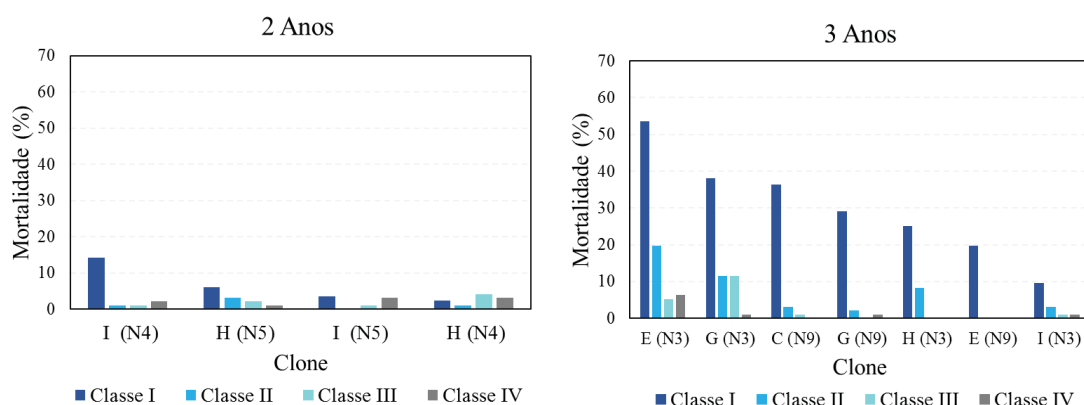 2 Anos
70
60
50
40
30
20
10
0
Mortalidade (%)
I (N4) H (N5) I (N5) H (N4)
Clone
Classe I Classe II Classe III Classe IV
3 Anos
70
60
50
40
30
20
10
0
Mortalidade (%)
E (N3) G (N3) C (N9) G (N9) H (N3) E (N9) I (N3)
Clone
Classe I Classe II Classe III Classe IV